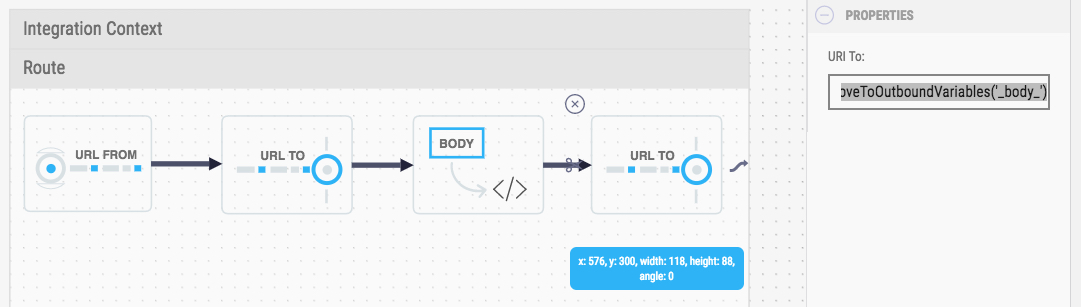 Integration Context
PROPERTIES
Route
URI To:
oveToOutboundVariables('_body_')
URL FROM
URL TO
BODY
</>
URL TO
x: 576, y: 300, width: 118, height: 88,
angle: 0